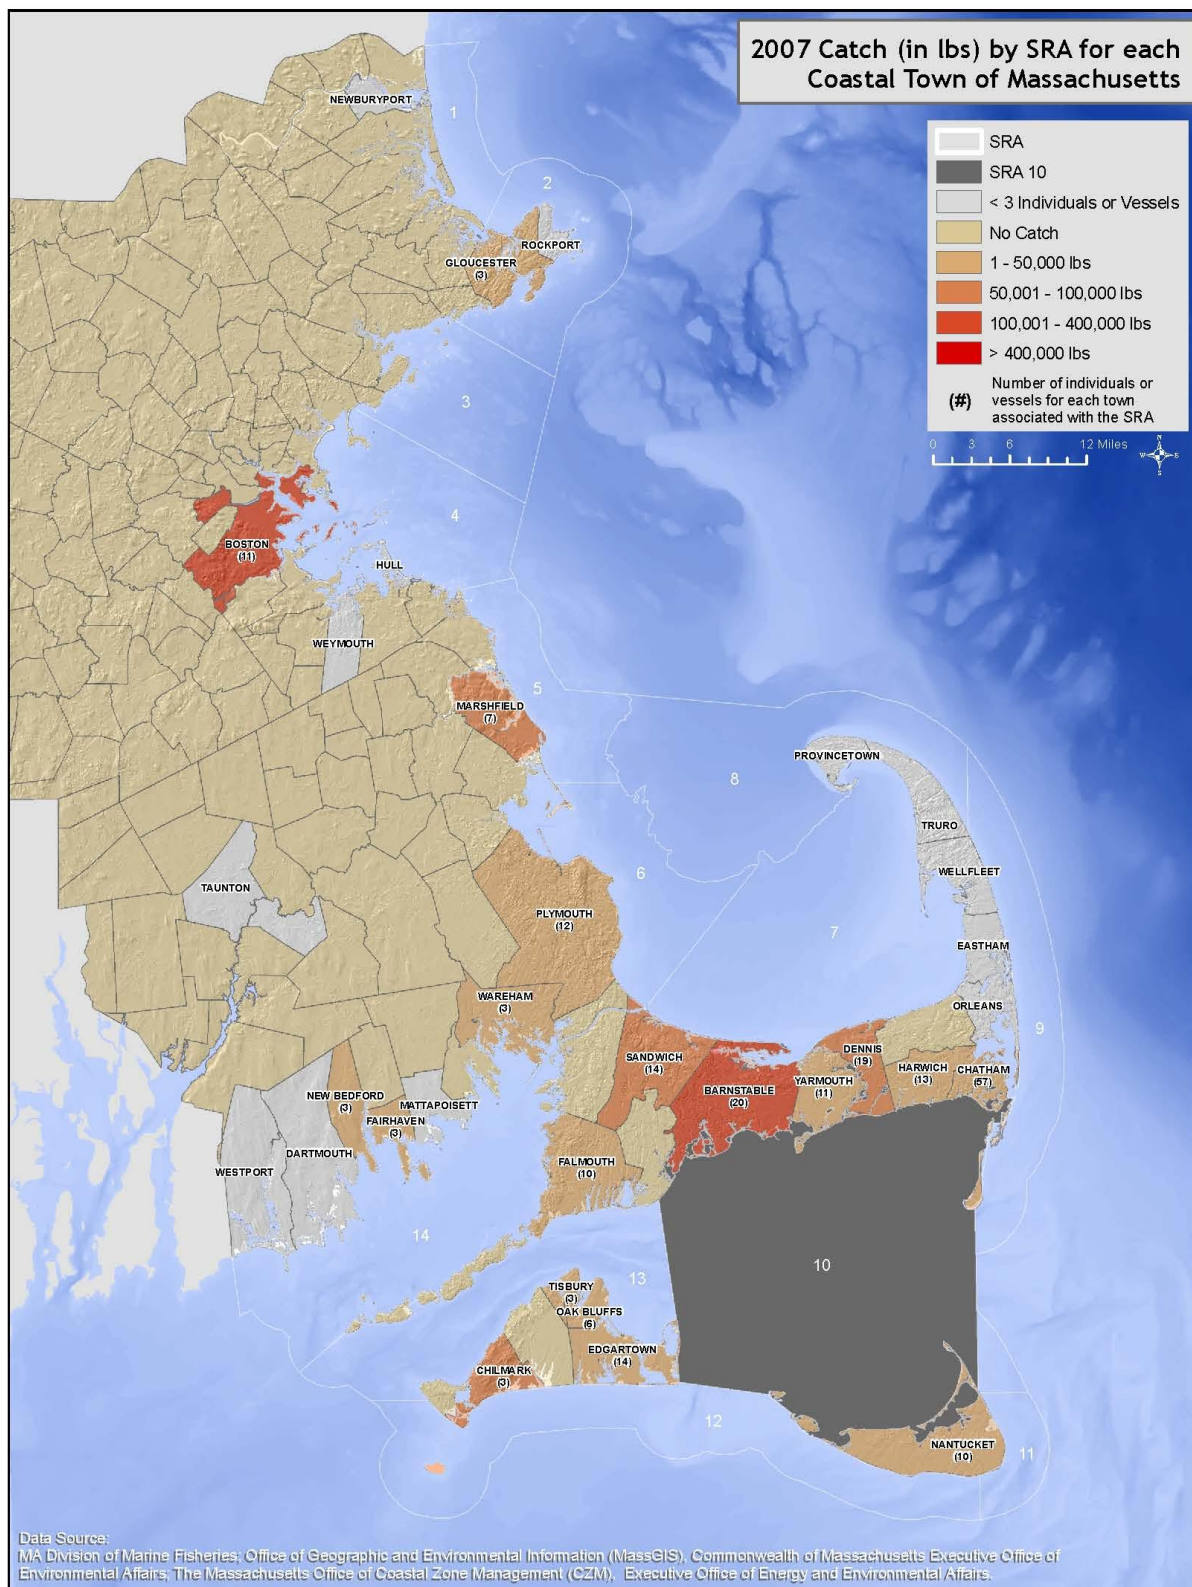 2007 Catch (in lbs) by SRA for each
Coastal Town of Massachusetts
SRA
SRA 10
< 3 Individuals or Vessels
No Catch
1 - 50,000 lbs
50,001 - 100,000 lbs
100,001 - 400,000 lbs
> 400,000 lbs
(#)
Number of individuals or
vessels for each town
associated with the SRA
0 3 6 12 Miles
N
W E
S
NEWBURYPORT
1
2
ROCKPORT
GLOUCESTER
(3)
3
4
BOSTON
(11)
HULL
WEYMOUTH
5
MARSHFIELD
(7)
PROVINCETOWN
8
TRURO
6
WELLFLEET
TAUNTON
PLYMOUTH
(12)
7
EASTHAM
WAREHAM
(3)
ORLEANS
9
SANDWICH
(14)
DENNIS
(19)
BARNSTABLE
(20)
YARMOUTH
(11)
HARWICH
(13)
CHATHAM
(57)
NEW BEDFORD
(3)
MATTAPOISETT
FAIRHAVEN
(3)
DARTMOUTH
WESTPORT
FALMOUTH
(10)
14
10
13
TISBURY
(3)
OAK BLUFFS
(6)
EDGARTOWN
(14)
CHILMARK
(3)
12
NANTUCKET
(10)
11
Data Source:
MA Division of Marine Fisheries; Office of Geographic and Environmental Information (MassGIS), Commonwealth of Massachusetts Executive Office of
Environmental Affairs; The Massachusetts Office of Coastal Zone Management (CZM), Executive Office of Energy and Environmental Affairs.